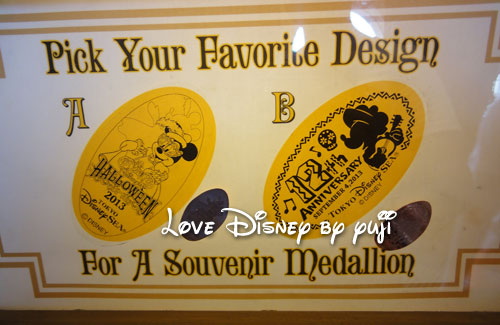 Pick Your Favorite Design
A
B
HALLOWEEN
2013
TOKYO
DISNEYSEA
© DISNEY
12th
ANNIVERSARY
SEPTEMBER.4,2013
TOKYO DISNEYSEA
© DISNEY
Love Disney by yuji
For A Souvenir Medallion